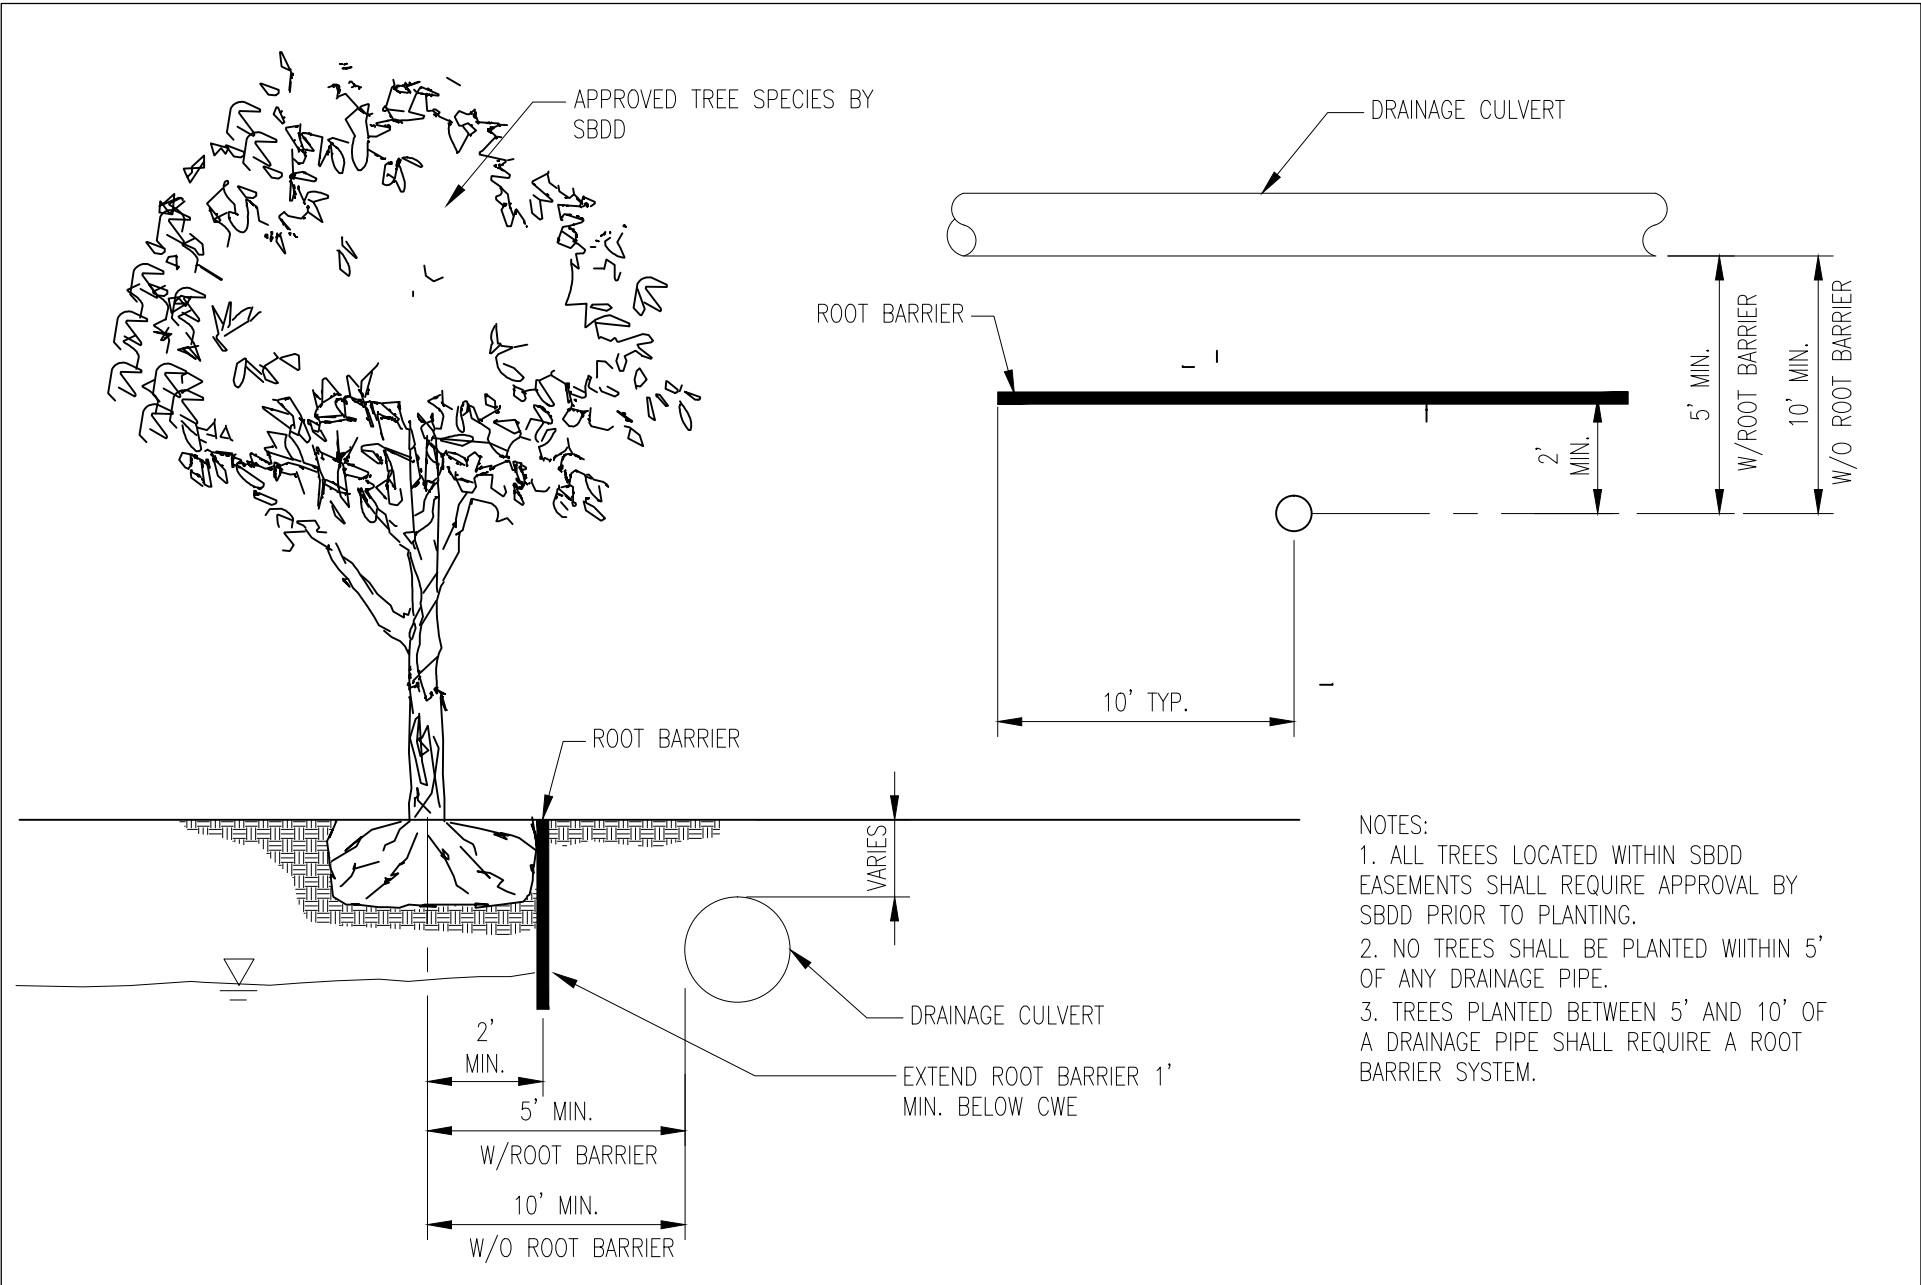 APPROVED TREE SPECIES BY
SBDD
DRAINAGE CULVERT
ROOT BARRIER
5' MIN.
W/ROOT BARRIER
10' MIN.
W/O ROOT BARRIER
2'
MIN.
10' TYP.
ROOT BARRIER
VARIES
DRAINAGE CULVERT
EXTEND ROOT BARRIER 1'
MIN. BELOW CWE
2'
MIN.
5' MIN.
W/ROOT BARRIER
10' MIN.
W/O ROOT BARRIER
NOTES:
1. ALL TREES LOCATED WITHIN SBDD
EASEMENTS SHALL REQUIRE APPROVAL BY
SBDD PRIOR TO PLANTING.
2. NO TREES SHALL BE PLANTED WIITHIN 5'
OF ANY DRAINAGE PIPE.
3. TREES PLANTED BETWEEN 5' AND 10' OF
A DRAINAGE PIPE SHALL REQUIRE A ROOT
BARRIER SYSTEM.